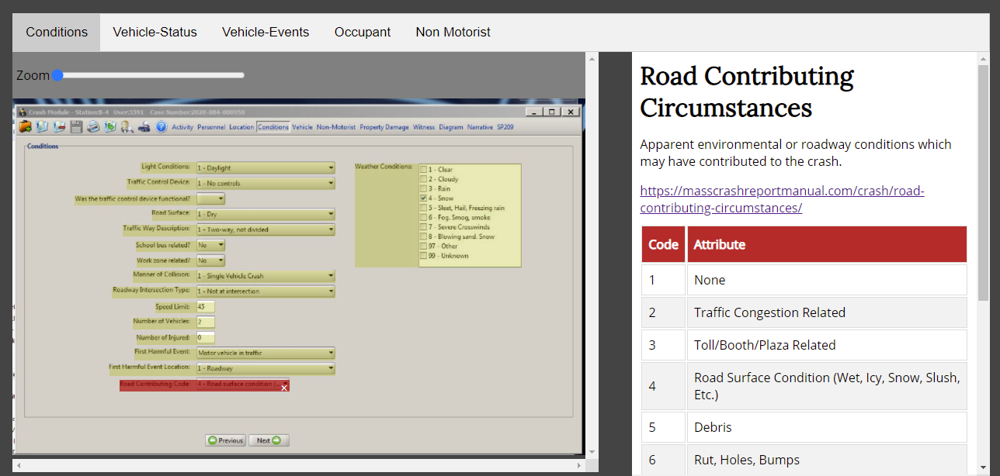 Conditions Vehicle-Status Vehicle-Events Occupant Non Motorist
Zoom
Crash Module - Station:B-4 User:3391 Case Number:2020-084-000950
Activity Personnel Location Conditions Vehicle Non-Motorist Property Damage Witness Diagram Narrative SP209
Conditions
Light Conditions: 1 - Daylight
Traffic Control Device: 1 - No controls
Was the traffic control device functional?
Road Surface: 1 - Dry
Traffic Way Description: 1 - Two-way, not divided
School bus related? No
Work zone related? No
Manner of Collision: 1 - Single Vehicle Crash
Roadway Intersection Type: 1 - Not at intersection
Speed Limit: 45
Number of Vehicles: 2
Number of Injured: 0
First Harmful Event: Motor vehicle in traffic
First Harmful Event Location: 1 - Roadway
Road Contributing Code: 4 - Road surface condition (...
Weather Conditions:
1 - Clear
2 - Cloudy
3 - Rain
4 - Snow
5 - Sleet, Hail, Freezing rain
6 - Fog, Smog, smoke
7 - Severe Crosswinds
8 - Blowing sand, Snow
97 - Other
99 - Unknown
Previous Next
Road Contributing
Circumstances
Apparent environmental or roadway conditions which
may have contributed to the crash.
https://masscrashreportmanual.com/crash/road-
contributing-circumstances/
Code Attribute
1 None
2 Traffic Congestion Related
3 Toll/Booth/Plaza Related
4 Road Surface Condition (Wet, Icy, Snow, Slush,
Etc.)
5 Debris
6 Rut, Holes, Bumps